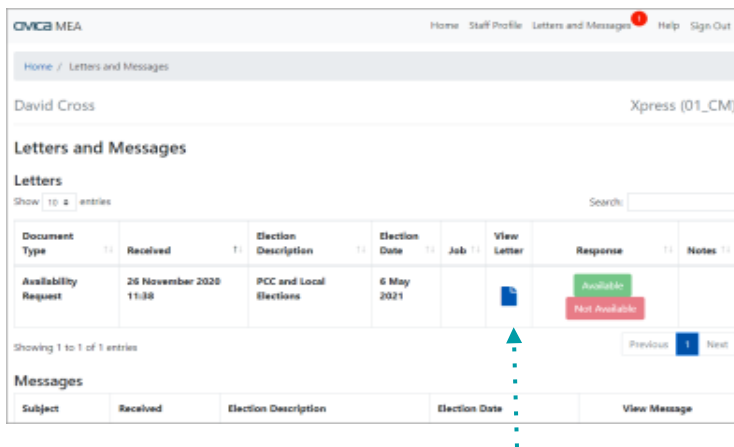 CIVICA MEA Home Staff Profile Letters and Messages 1 Help Sign Out
Home / Letters and Messages
David Cross Xpress (01_CM)
Letters and Messages
Letters
Show 10 entries Search:
Document Type Received Election Description Election Date Job View Letter Response Notes
Availability Request 26 November 2020 11:38 PCC and Local Elections 6 May 2021 Available
Not Available
Showing 1 to 1 of 1 entries Previous 1 Next
Messages
Subject Received Election Description Election Date View Message